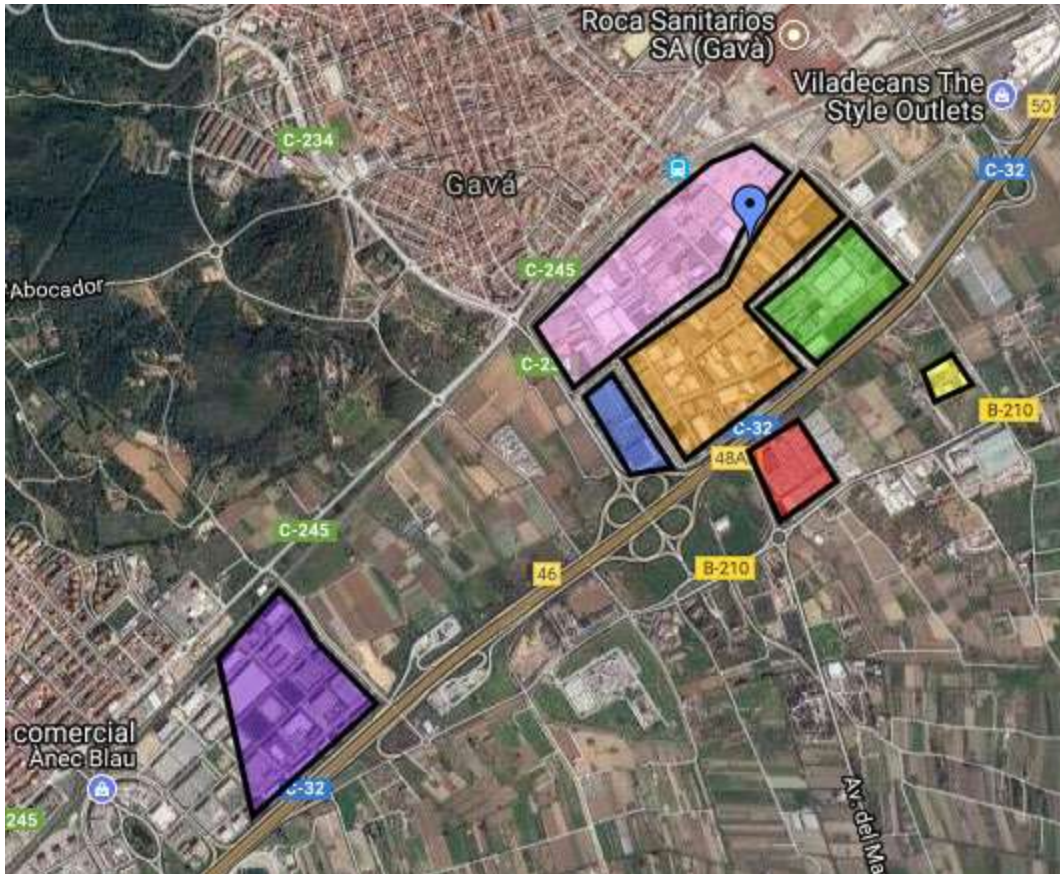 Roca Sanitarios
SA (Gavà)
Viladecans The
Style Outlets
50
C-234
C-32
Gavá
C-245
Abocador
B-210
C-32
48A
C-245
46
B-210
comercial
Ànec Blau
C-32
245
Av. del Ma